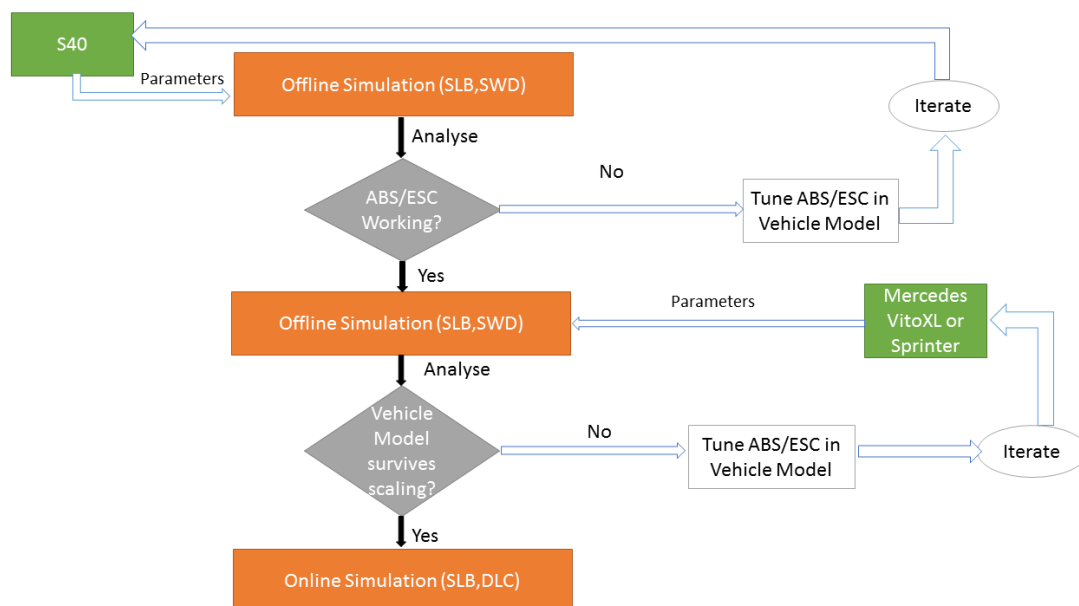 S40
Parameters
Offline Simulation (SLB,SWD)
Iterate
Analyse
ABS/ESC
Working?
No
Tune ABS/ESC in
Vehicle Model
Yes
Offline Simulation (SLB,SWD)
Parameters
Mercedes
VitoXL or
Sprinter
Analyse
Vehicle
Model
survives
scaling?
No
Tune ABS/ESC in
Vehicle Model
Iterate
Yes
Online Simulation (SLB,DLC)